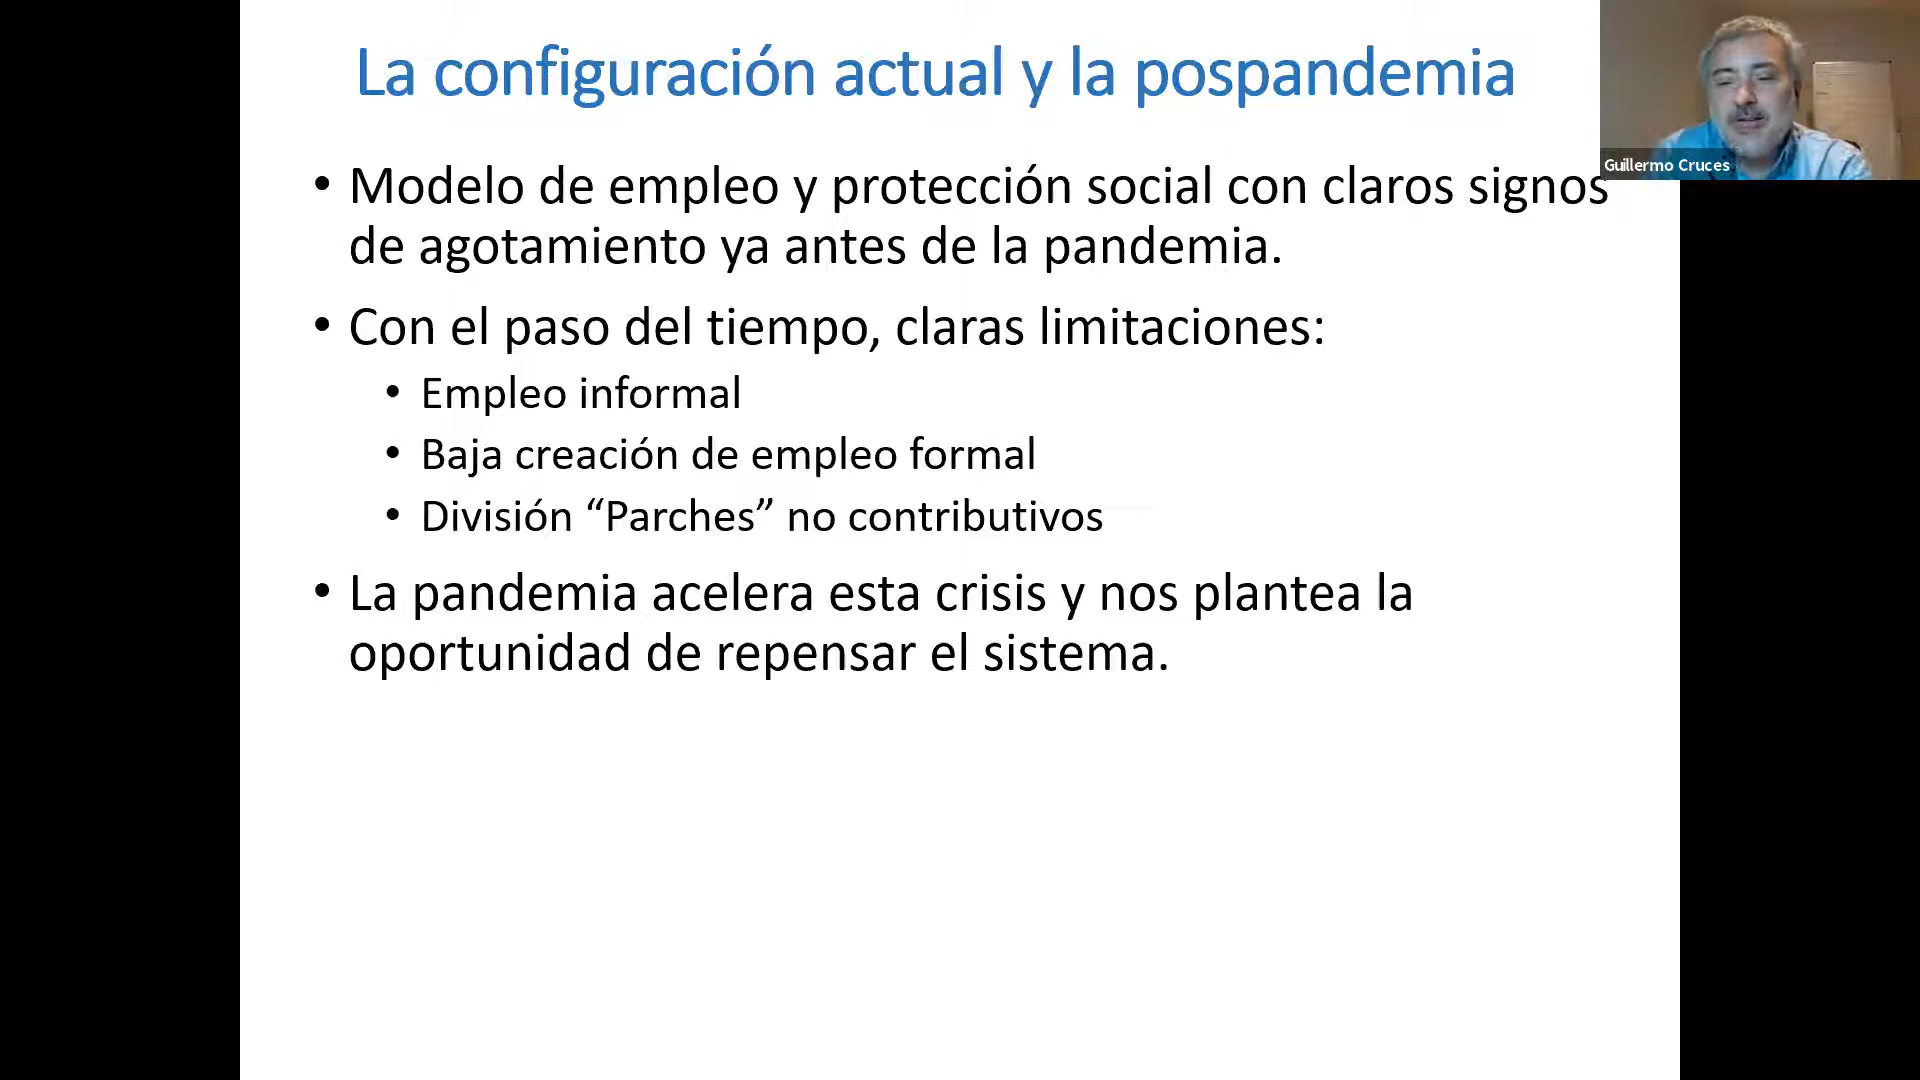 La configuración actual y la pospandemia
Guillermo Cruces
• Modelo de empleo y protección social con claros signos
de agotamiento ya antes de la pandemia.
• Con el paso del tiempo, claras limitaciones:
• Empleo informal
• Baja creación de empleo formal
• División “Parches” no contributivos
• La pandemia acelera esta crisis y nos plantea la
oportunidad de repensar el sistema.